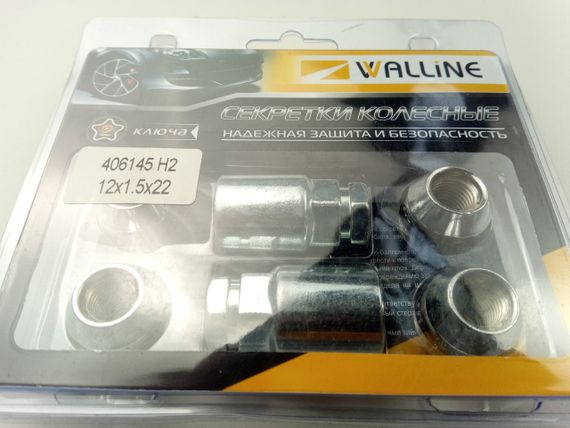 WALLiNE
СЕКРЕТКИ КОЛЕСНЫЕ
НАДЕЖНАЯ ЗАЩИТА И БЕЗОПАСНОСТЬ
2 КЛЮЧА
406145 H2
12x1.5x22